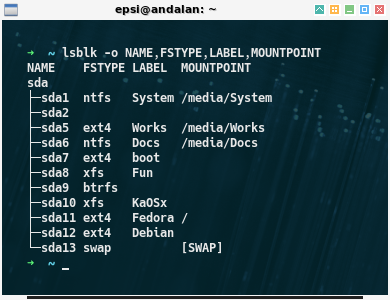 epsi@andalan: ~
➜  ~ lsblk -o NAME,FSTYPE,LABEL,MOUNTPOINT
NAME    FSTYPE LABEL  MOUNTPOINT
sda
├─sda1  ntfs   System /media/System
├─sda2
├─sda5  ext4   Works  /media/Works
├─sda6  ntfs   Docs   /media/Docs
├─sda7  ext4   boot
├─sda8  xfs    Fun
├─sda9  btrfs
├─sda10 xfs    KaOSx
├─sda11 ext4   Fedora /
├─sda12 ext4   Debian
└─sda13 swap          [SWAP]
➜  ~ _